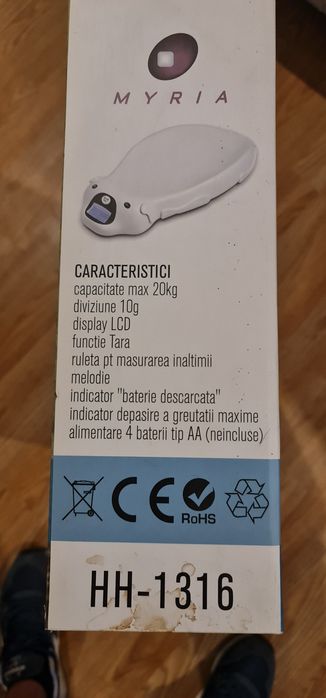 MYRIA
CARACTERISTICI
capacitate max 20kg
diviziune 10g
display LCD
functie Tara
ruleta pt masurarea inaltimii
melodie
indicator "baterie descarcata"
indicator depasire a greutatii maxime
alimentare 4 baterii tip AA (neincluse)
CE
RoHS
HH-1316